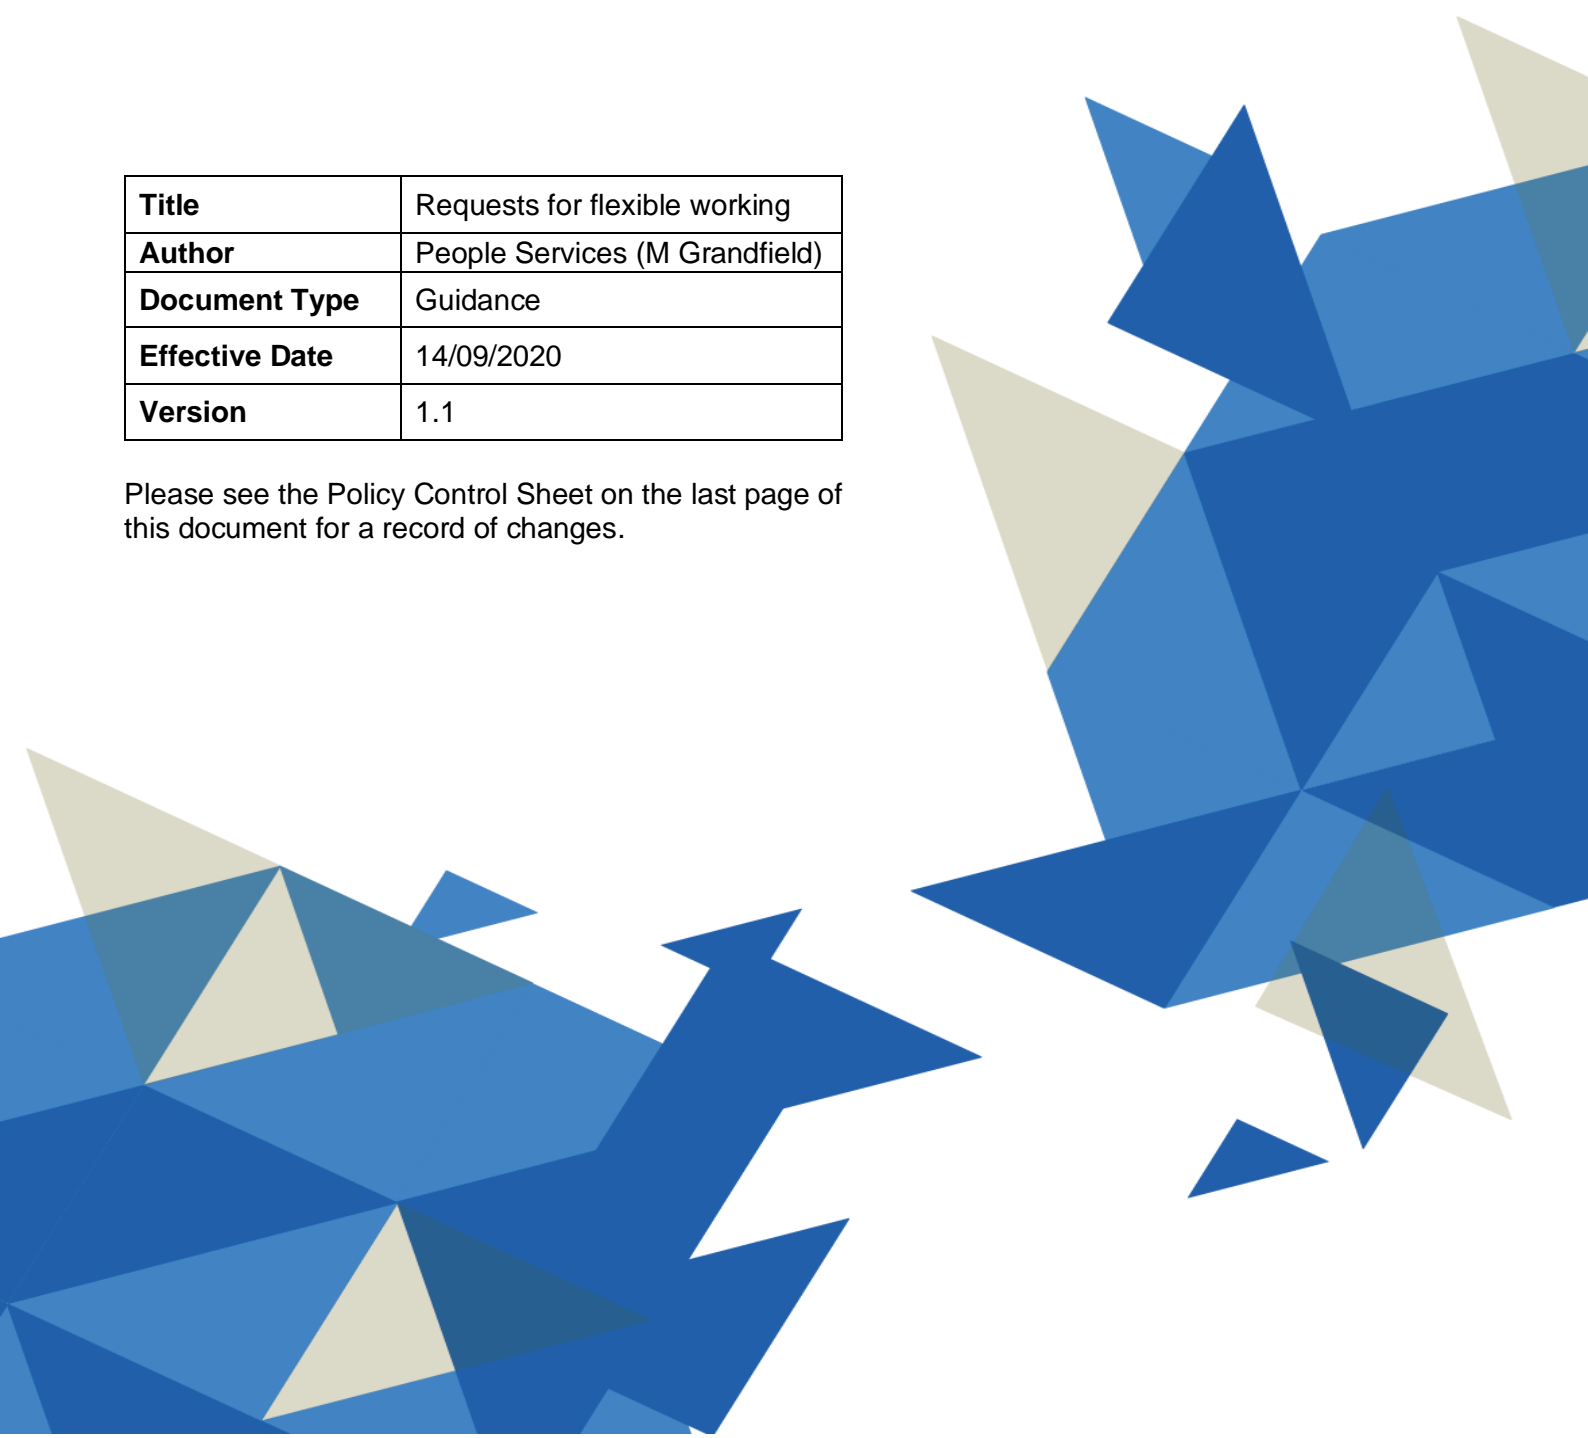 Title Requests for flexible working
Author People Services (M Grandfield)
Document Type Guidance
Effective Date 14/09/2020
Version 1.1
Please see the Policy Control Sheet on the last page of
this document for a record of changes.